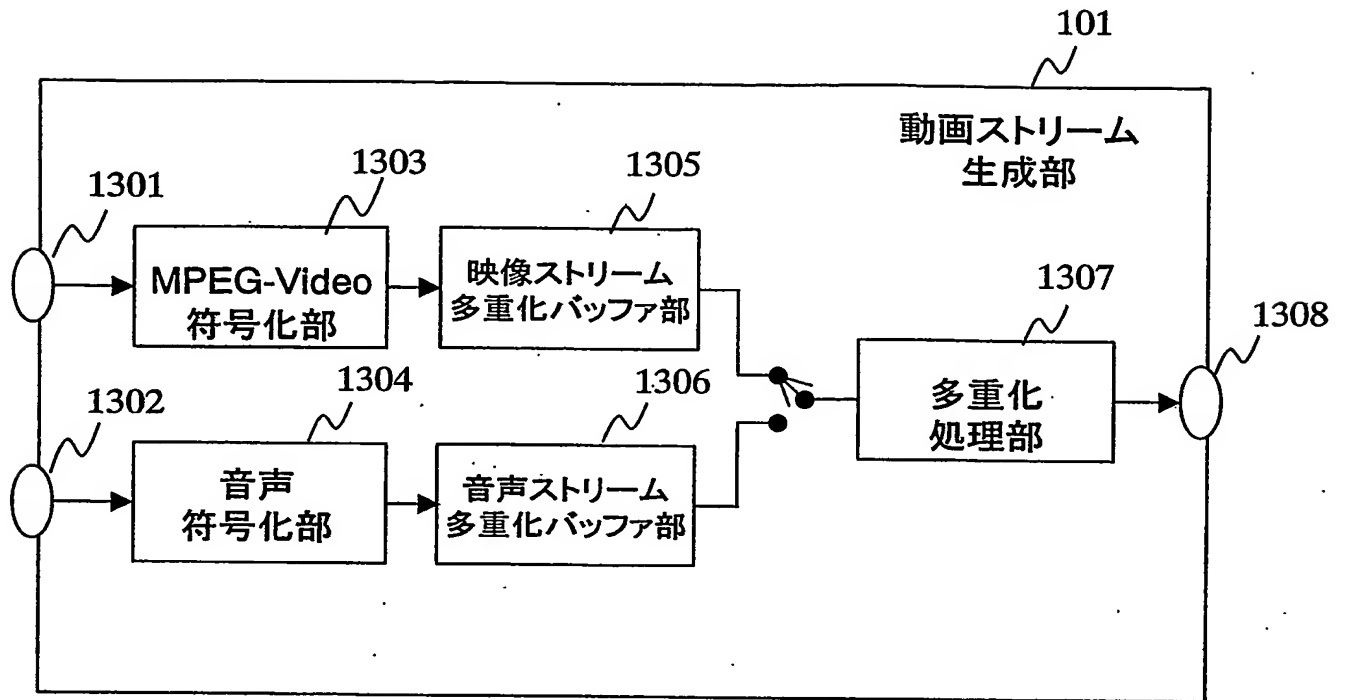 101
動画ストリーム
生成部
1301
1303
1305
MPEG-Video
符号化部
映像ストリーム
多重化バッファ部
1307
1308
多重化
処理部
1302
1304
1306
音声
符号化部
音声ストリーム
多重化バッファ部